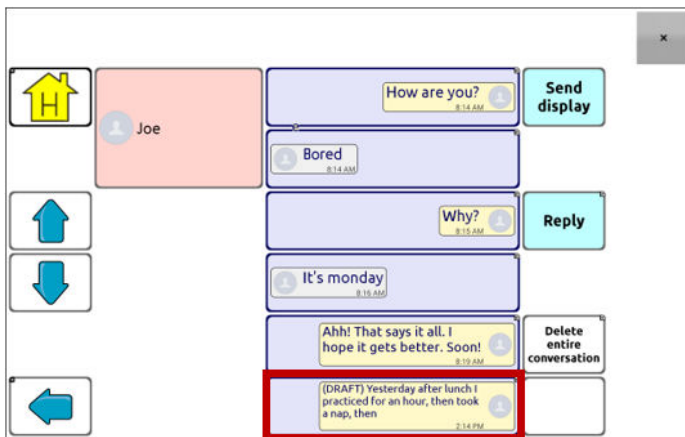 ×
H
Joe
How are you?
8:14 AM
Send
display
Bored
8:14 AM
Why?
8:15 AM
Reply
It's monday
8:16 AM
Ahh! That says it all. I
hope it gets better. Soon!
8:19 AM
Delete
entire
conversation
(DRAFT) Yesterday after lunch I
practiced for an hour, then took
a nap, then
2:14 PM